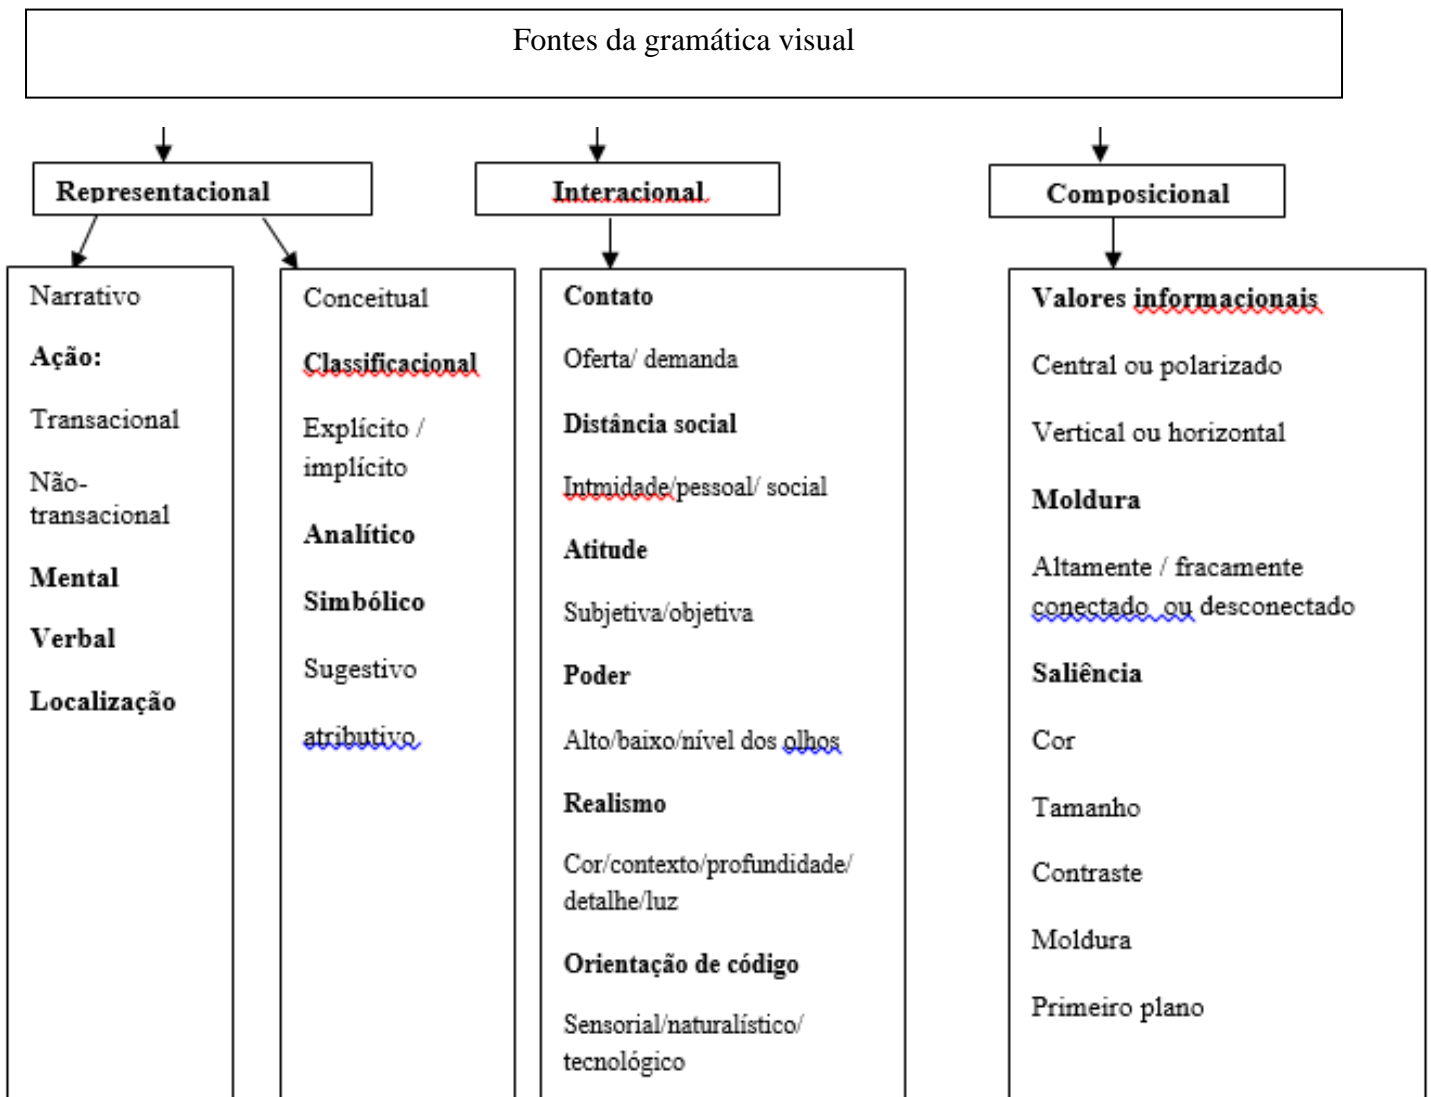 Fontes da gramática visual
Representacional
Narrativo
Ação:
Transacional
Não-
transacional
Mental
Verbal
Localização
Conceitual
Classificacional
Explícito /
implícito
Analítico
Simbólico
Sugestivo
atributivo
Interacional
Contato
Oferta/ demanda
Distância social
Intmidade/pessoal/ social
Atitude
Subjetiva/objetiva
Poder
Alto/baixo/nível dos olhos
Realismo
Cor/contexto/profundidade/
detalhe/luz
Orientação de código
Sensorial/naturalístico/
tecnológico
Composicional
Valores informacionais
Central ou polarizado
Vertical ou horizontal
Moldura
Altamente / fracamente
conectado  ou desconectado
Saliência
Cor
Tamanho
Contraste
Moldura
Primeiro plano